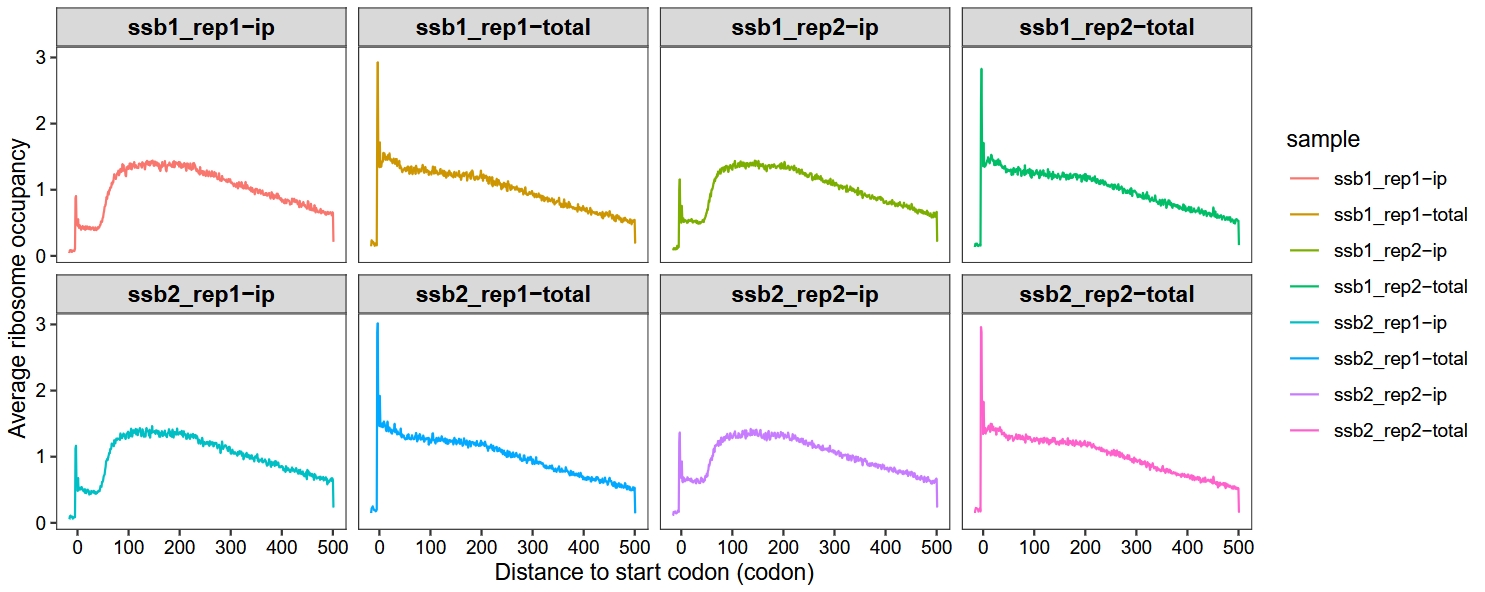 ssb1_rep1−ip ssb1_rep1−total ssb1_rep2−ip ssb1_rep2−total
3
2
1
0
ssb2_rep1−ip ssb2_rep1−total ssb2_rep2−ip ssb2_rep2−total
3
2
1
0
0 100 200 300 400 500 0 100 200 300 400 500 0 100 200 300 400 500 0 100 200 300 400 500
Distance to start codon (codon)
Average ribosome occupancy
sample
ssb1_rep1−ip
ssb1_rep1−total
ssb1_rep2−ip
ssb1_rep2−total
ssb2_rep1−ip
ssb2_rep1−total
ssb2_rep2−ip
ssb2_rep2−total